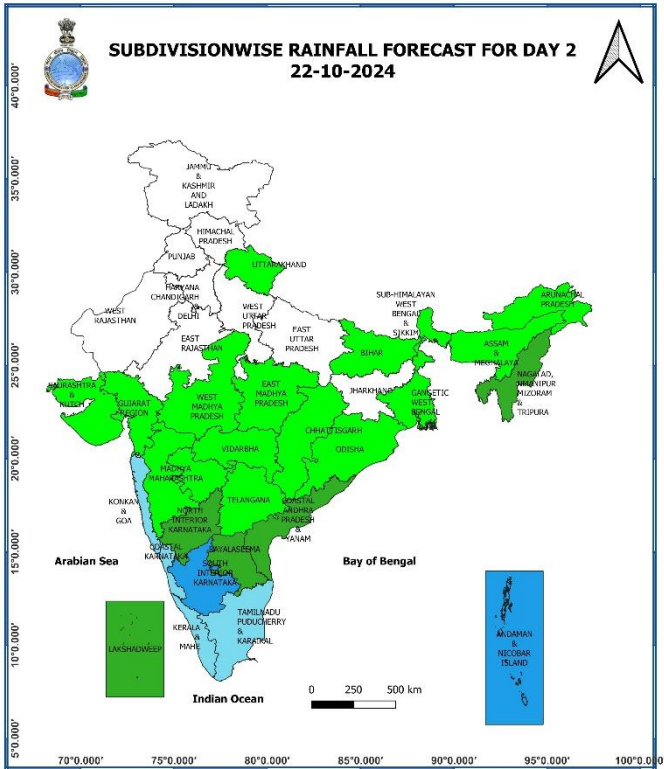 SUBDIVISIONWISE RAINFALL FORECAST FOR DAY 2
22-10-2024
40°0.000'
35°0.000'
30°0.000'
25°0.000'
20°0.000'
15°0.000'
10°0.000'
5°0.000'
JAMMU
&
KASHMIR
AND
LADAKH
HIMACHAL
PRADESH
PUNJAB
UTTARAKHAND
HARYANA
CHANDIGARH
&
DELHI
WEST
RAJASTHAN
WEST
UTTAR
PRADESH
EAST
RAJASTHAN
EAST
UTTAR
PRADESH
SUB-HIMALAYAN
WEST
BENGAL
&
SIKKIM
ARUNACHAL
PRADESH
ASSAM
&
MEGHALAYA
BIHAR
NAGALAD,
MANIPUR
MIZORAM
&
TRIPURA
SAURASHTRA
&
KUTCH
GUJARAT
REGION
WEST
MADHYA
PRADESH
EAST
MADHYA
PRADESH
JHARKHAND
GANGETIC
WEST
BENGAL
CHHATTISGARH
ODISHA
VIDARBHA
MADHYA
MAHARASHTRA
TELANGANA
KONKAN
&
GOA
NORTH
INTERIOR
KARNATAKA
COASTAL
ANDHRA
PRADESH
&
YANAM
COASTAL
KARNATAKA
RAYALASEEMA
SOUTH
INTERIOR
KARNATAKA
Arabian Sea
Bay of Bengal
KERALA
&
MAHE
TAMILNADU
PUDUCHERRY
&
KARAIKAL
LAKSHADWEEP
ANDAMAN
&
NICOBAR
ISLAND
Indian Ocean
0 250 500 km
70°0.000' 75°0.000' 80°0.000' 85°0.000' 90°0.000' 95°0.000' 100°0.000'